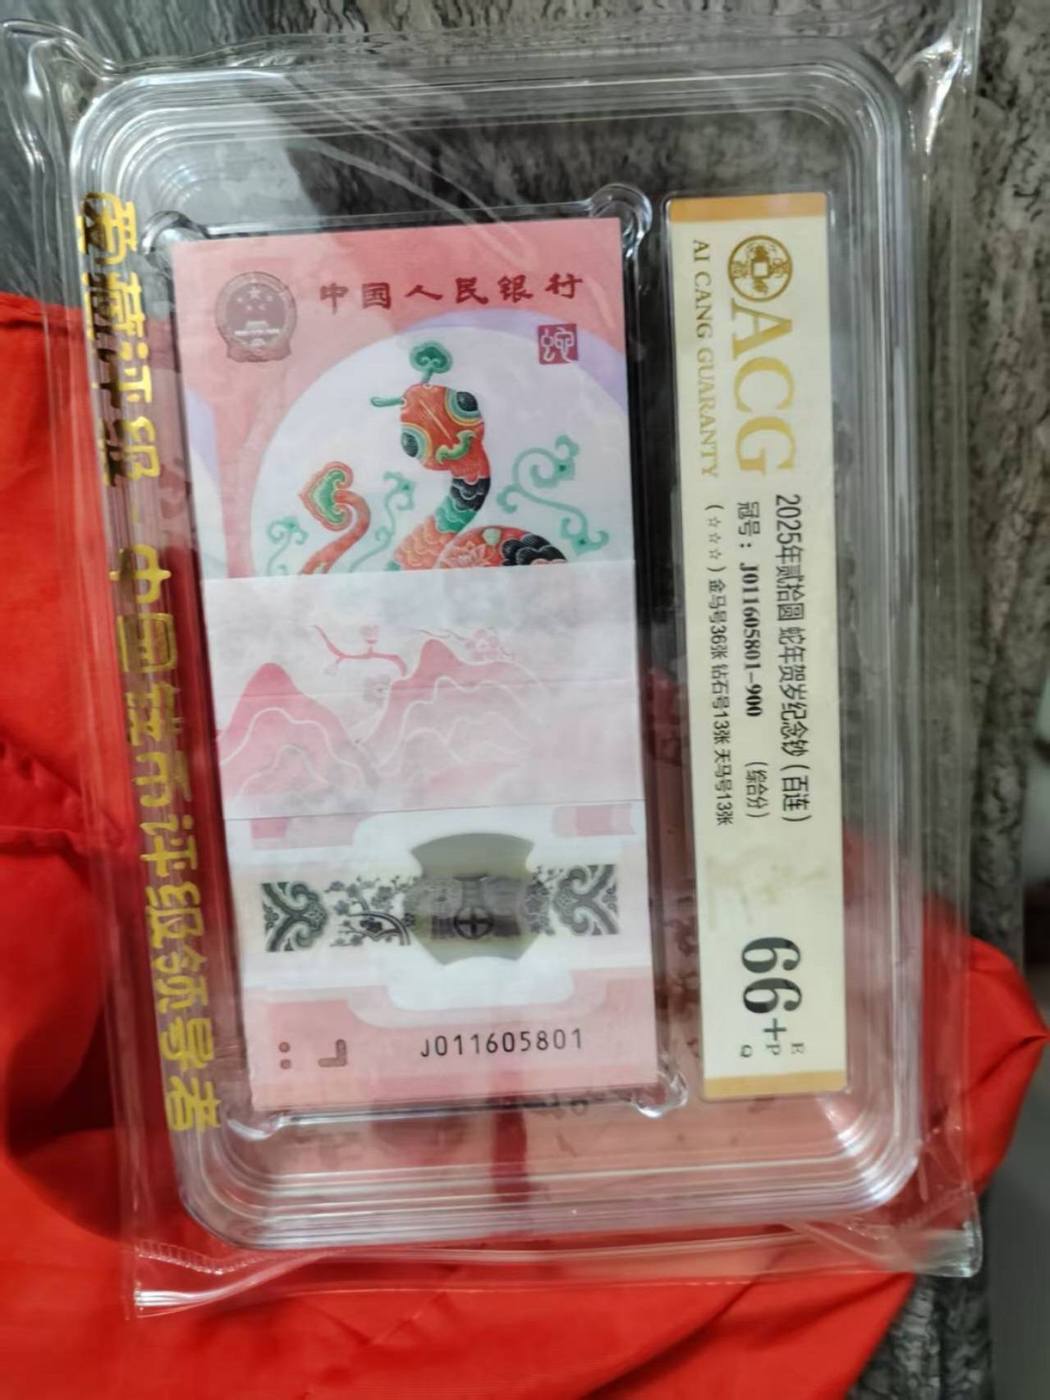 爱藏评级 - 中国钱币评级领导者
中国人民银行
蛇
J011605801
ACG
AI CANG GUARANTY
2025年贰拾圆 蛇年贺岁纪念钞（百连）
冠号：J011605801-900 （综合分）
（☆☆☆）金马号36张 钻石号13张 天马号13张
66+
E
P
Q